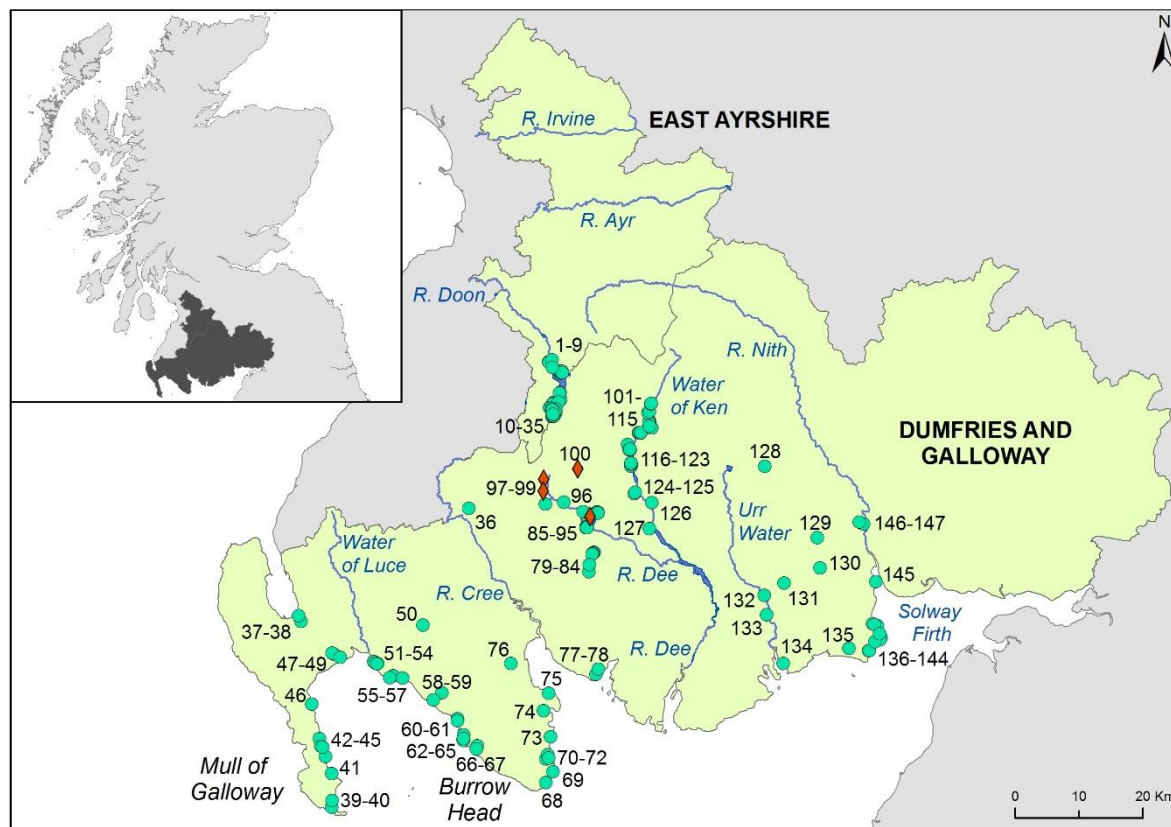 N
EAST AYRSHIRE
R. Irvine
R. Ayr
R. Doon
1-9
R. Nith
Water
of Ken
101-
115
10-35
100
116-123
128
DUMFRIES AND
GALLOWAY
97-99
96
124-125
36
126
Urr
Water
146-147
85-95
127
129
Water
of Luce
79-84
R. Dee
130
R. Cree
131
145
132
Solway
Firth
37-38
50
133
47-49
51-54
76
77-78
R. Dee
134
135
136-144
55-57
58-59
75
46
74
60-61
73
42-45
62-65
66-67
70-72
Mull of
Galloway
41
Burrow
Head
69
39-40
68
0 10 20 Km